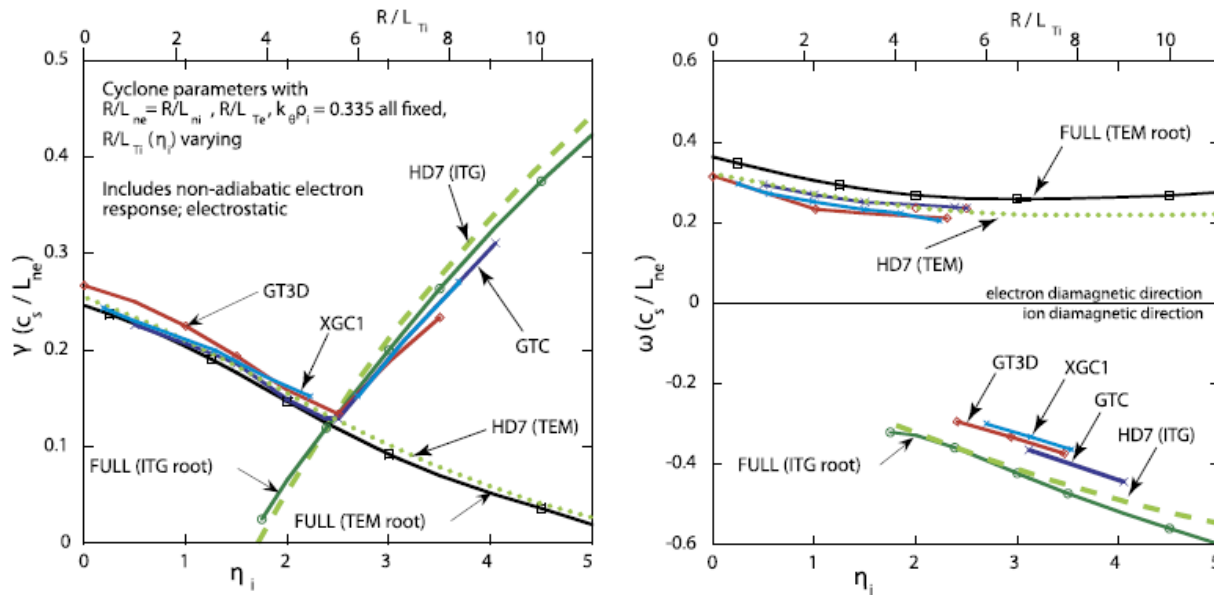 R / L Ti
0 2 4 6 8 10
0.5
0.4
0.3
0.2
0.1
0
γ (c s / L ne)
Cyclone parameters with
R/L ne = R/L ni , R/L Te, k θ ρ i = 0.335 all fixed,
R/L Ti (η i) varying
Includes non-adiabatic electron
response; electrostatic
HD7 (ITG)
GT3D
XGC1
GTC
HD7 (TEM)
FULL (ITG root)
FULL (TEM root)
0 1 2 3 4 5
η i
R / L Ti
0 2 4 6 8 10
0.6
0.4
0.2
0
-0.2
-0.4
-0.6
ω (c s / L ne)
FULL (TEM root)
HD7 (TEM)
electron diamagnetic direction
ion diamagnetic direction
GT3D
XGC1
GTC
HD7 (ITG)
FULL (ITG root)
0 1 2 3 4 5
η i